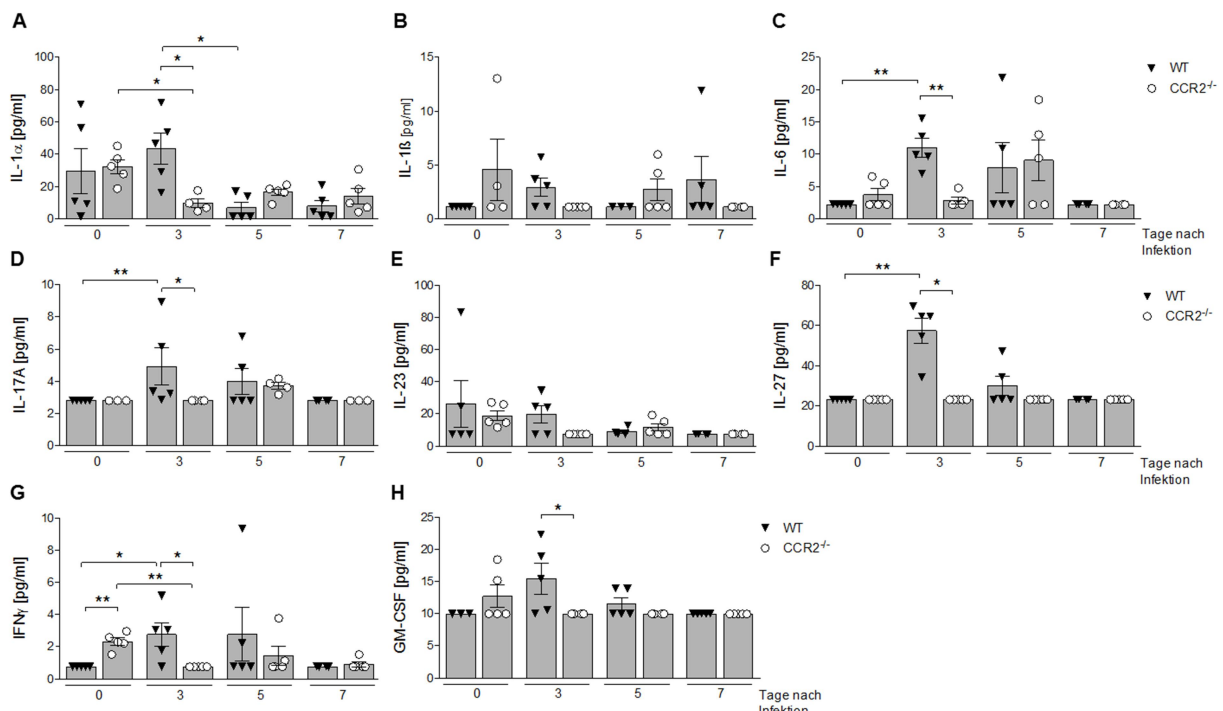 A
IL-1α [pg/ml]
100
80
60
40
20
0
*
*
*
0 3 5 7
B
IL-1ß [pg/ml]
15
10
5
0
0 3 5 7
C
IL-6 [pg/ml]
25
20
15
10
5
0
**
**
WT
CCR2-/-
0 3 5 7
Tage nach
Infektion
D
IL-17A [pg/ml]
10
8
6
4
2
0
**
*
0 3 5 7
E
IL-23 [pg/ml]
100
80
60
40
20
0
0 3 5 7
F
IL-27 [pg/ml]
80
60
40
20
0
**
*
WT
CCR2-/-
0 3 5 7
Tage nach
Infektion
G
IFNγ [pg/ml]
10
8
6
4
2
0
*
*
**
**
0 3 5 7
H
GM-CSF [pg/ml]
25
20
15
10
5
0
*
WT
CCR2-/-
0 3 5 7
Tage nach
Infektion